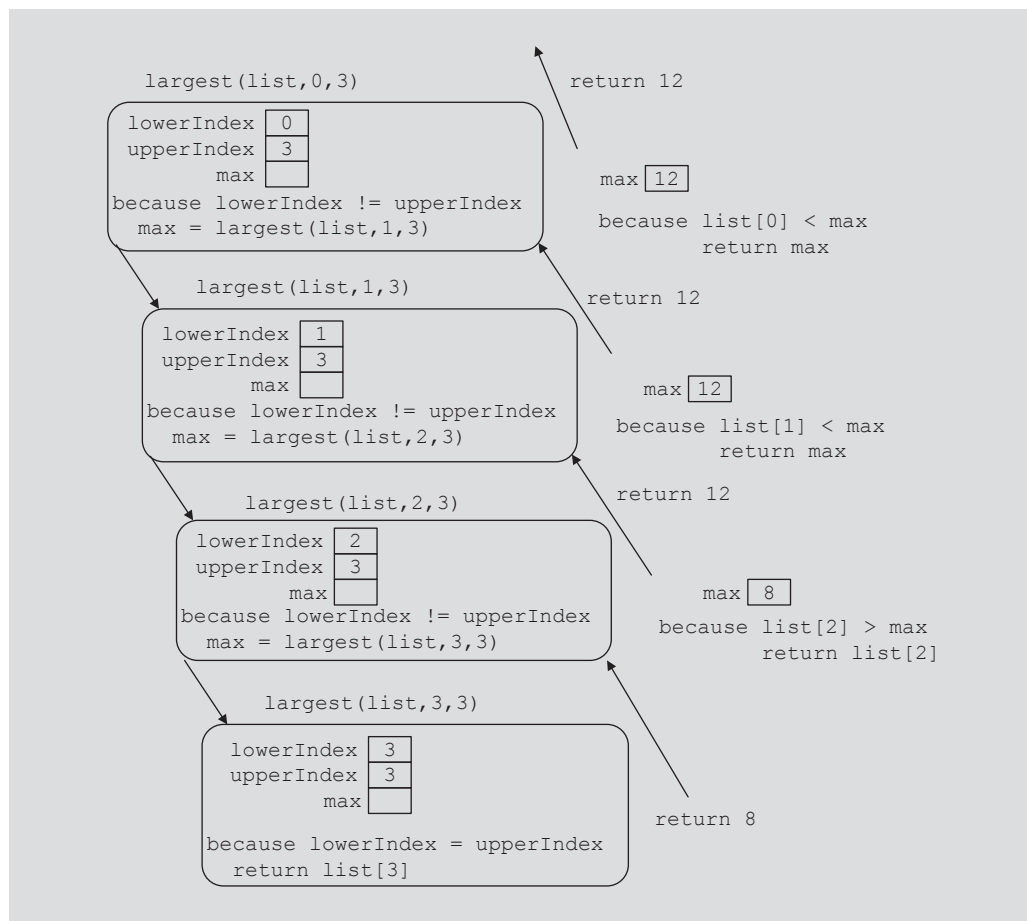 largest(list,0,3)
return 12
lowerIndex 0
upperIndex 3
max
because lowerIndex != upperIndex
max = largest(list,1,3)
max 12
because list[0] < max
return max
largest(list,1,3)
return 12
lowerIndex 1
upperIndex 3
max
because lowerIndex != upperIndex
max = largest(list,2,3)
max 12
because list[1] < max
return max
largest(list,2,3)
return 12
lowerIndex 2
upperIndex 3
max
because lowerIndex != upperIndex
max = largest(list,3,3)
max 8
because list[2] > max
return list[2]
largest(list,3,3)
lowerIndex 3
upperIndex 3
max
because lowerIndex = upperIndex
return list[3]
return 8